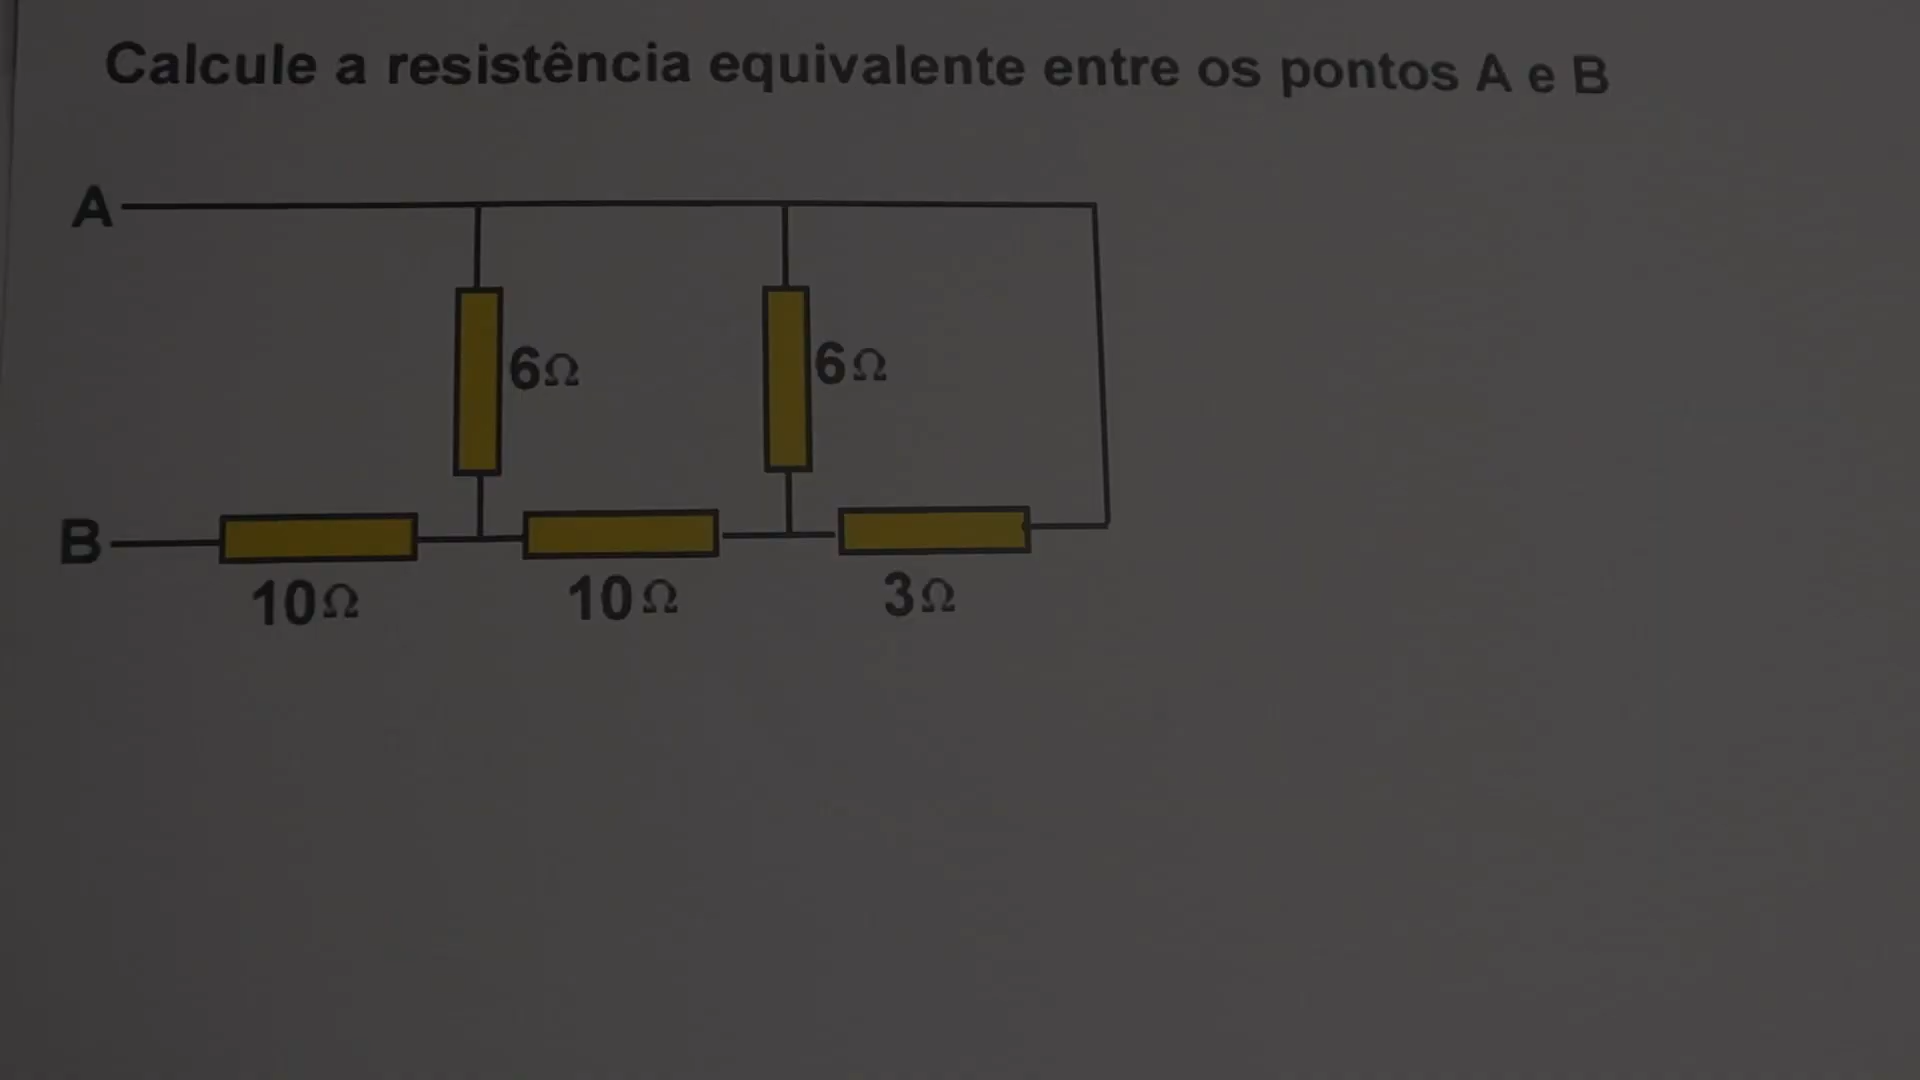 Calcule a resistência equivalente entre os pontos A e B
A
6Ω
6Ω
B
10Ω
10Ω
3Ω